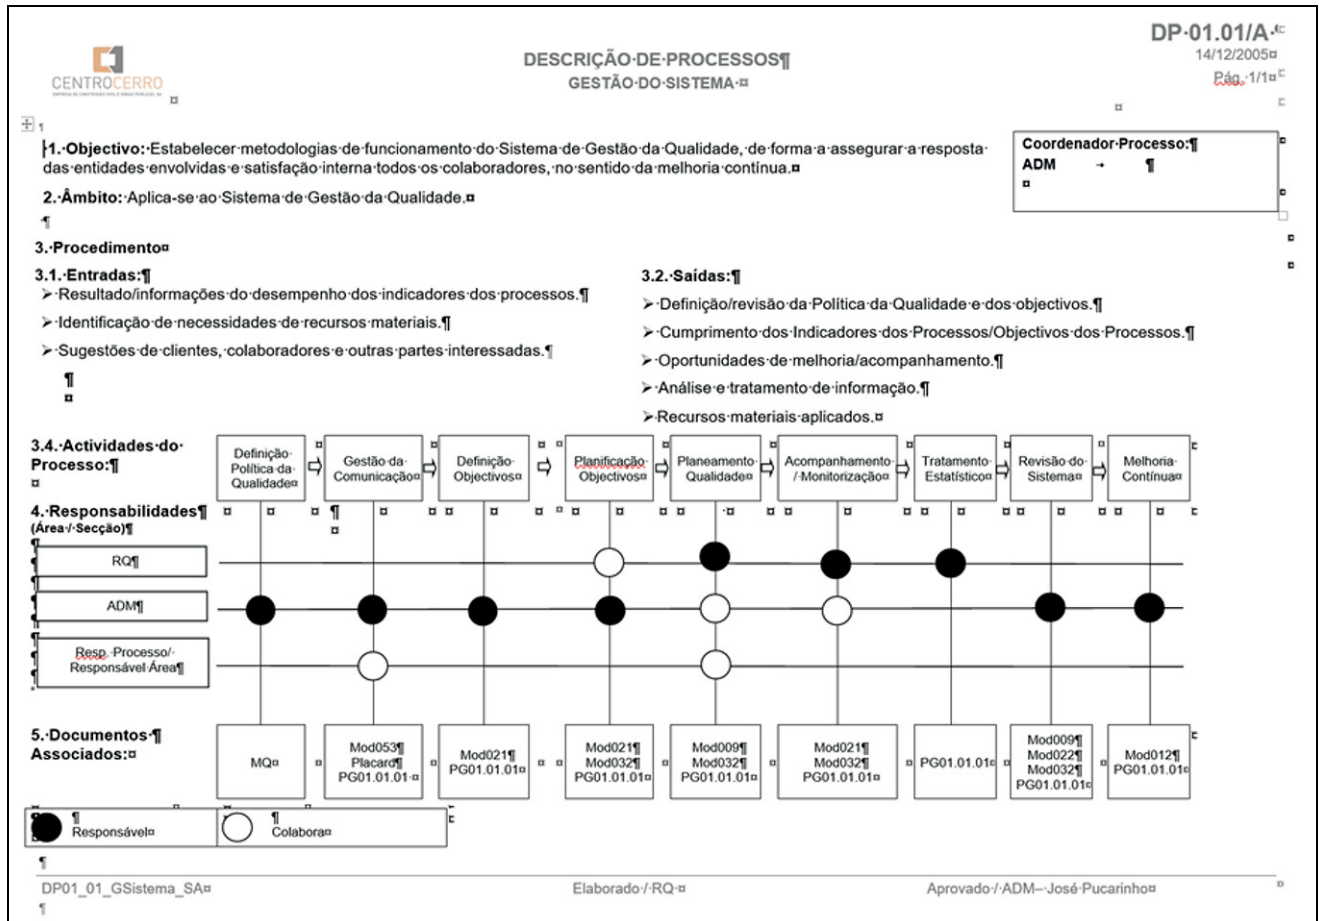 DP 01.01/A
14/12/2005
Pág. 1/1
CENTROCERRO
DESCRIÇÃO DE PROCESSOS
GESTÃO DO SISTEMA
1. Objectivo: Estabelecer metodologias de funcionamento do Sistema de Gestão da Qualidade, de forma a assegurar a resposta
das entidades envolvidas e satisfação interna todos os colaboradores, no sentido da melhoria contínua.
2. Âmbito: Aplica-se ao Sistema de Gestão da Qualidade.
Coordenador Processo:
ADM
3. Procedimento
3.1. Entradas:
Resultado/informações do desempenho dos indicadores dos processos.
Identificação de necessidades de recursos materiais.
Sugestões de clientes, colaboradores e outras partes interessadas.
3.2. Saídas:
Definição/revisão da Política da Qualidade e dos objectivos.
Cumprimento dos Indicadores dos Processos/Objectivos dos Processos.
Oportunidades de melhoria/acompanhamento.
Análise e tratamento de informação.
Recursos materiais aplicados.
3.4. Actividades do
Processo:
Definição
Política da
Qualidade
Gestão da
Comunicação
Definição
Objectivos
Planificação
Objectivos
Planeamento
Qualidade
Acompanhamento
/ Monitorização
Tratamento
Estatístico
Revisão do
Sistema
Melhoria
Contínua
4. Responsabilidades
(Área / Secção)
RQ
ADM
Resp. Processo/
Responsável Área
5. Documentos
Associados:
MQ
Mod053
Placard
PG01.01.01
Mod021
PG01.01.01
Mod021
Mod032
PG01.01.01
Mod009
Mod032
PG01.01.01
Mod021
Mod032
PG01.01.01
PG01.01.01
Mod009
Mod022
Mod032
PG01.01.01
Mod012
PG01.01.01
Responsável
Colabora
DP01_01_GSistema_SA
Elaborado / RQ
Aprovado / ADM– José Pucarinho